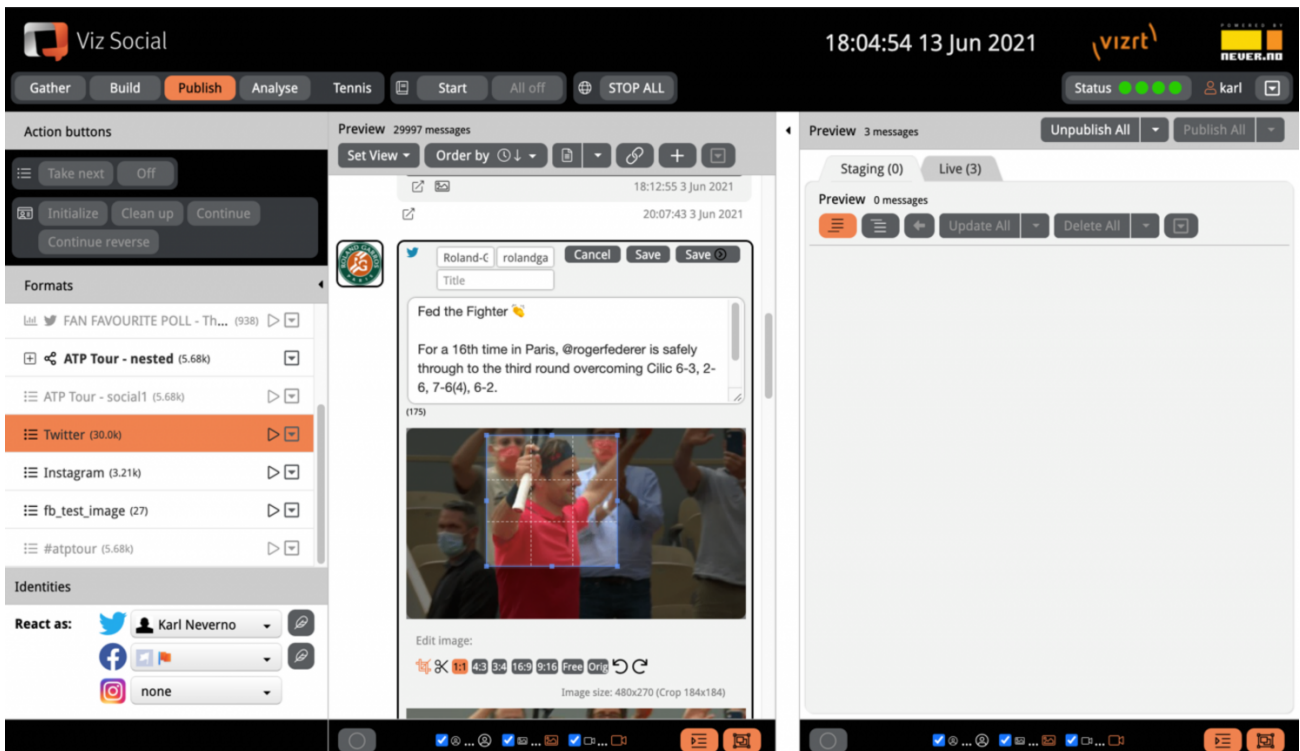 Viz Social
18:04:54 13 Jun 2021
vizrt
POWERED BY
NEVER.NO
Gather Build Publish Analyse Tennis Start All off STOP ALL
Status karl
Action buttons
Take next Off
Initialize Clean up Continue
Continue reverse
Formats
FAN FAVOURITE POLL - Th... (938)
ATP Tour - nested (5.68k)
ATP Tour - social1 (5.68k)
Twitter (30.0k)
Instagram (3.21k)
fb_test_image (27)
#atptour (5.68k)
Identities
React as:
Karl Neverno
none
Preview 29997 messages
Set View Order by
18:12:55 3 Jun 2021
20:07:43 3 Jun 2021
ROLAND GARROS
Roland-G rolandga Cancel Save Save
Title
Fed the Fighter 👏
For a 16th time in Paris, @rogerfederer is safely
through to the third round overcoming Cilic 6-3, 2-
6, 7-6(4), 6-2.
(175)
Edit image:
1:1 4:3 3:4 16:9 9:16 Free Orig
Image size: 480x270 (Crop 184x184)
Preview 3 messages
Unpublish All Publish All
Staging (0) Live (3)
Preview 0 messages
Update All Delete All